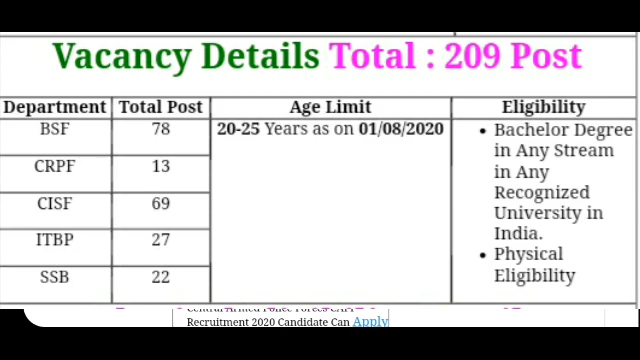 Vacancy Details Total : 209 Post
Department Total Post Age Limit Eligibility
BSF 78 20-25 Years as on 01/08/2020 • Bachelor Degree
in Any Stream
CRPF 13 in Any
Recognized
CISF 69 University in
India.
ITBP 27 • Physical
SSB 22 Eligibility
Recruitment 2020 Candidate Can Apply